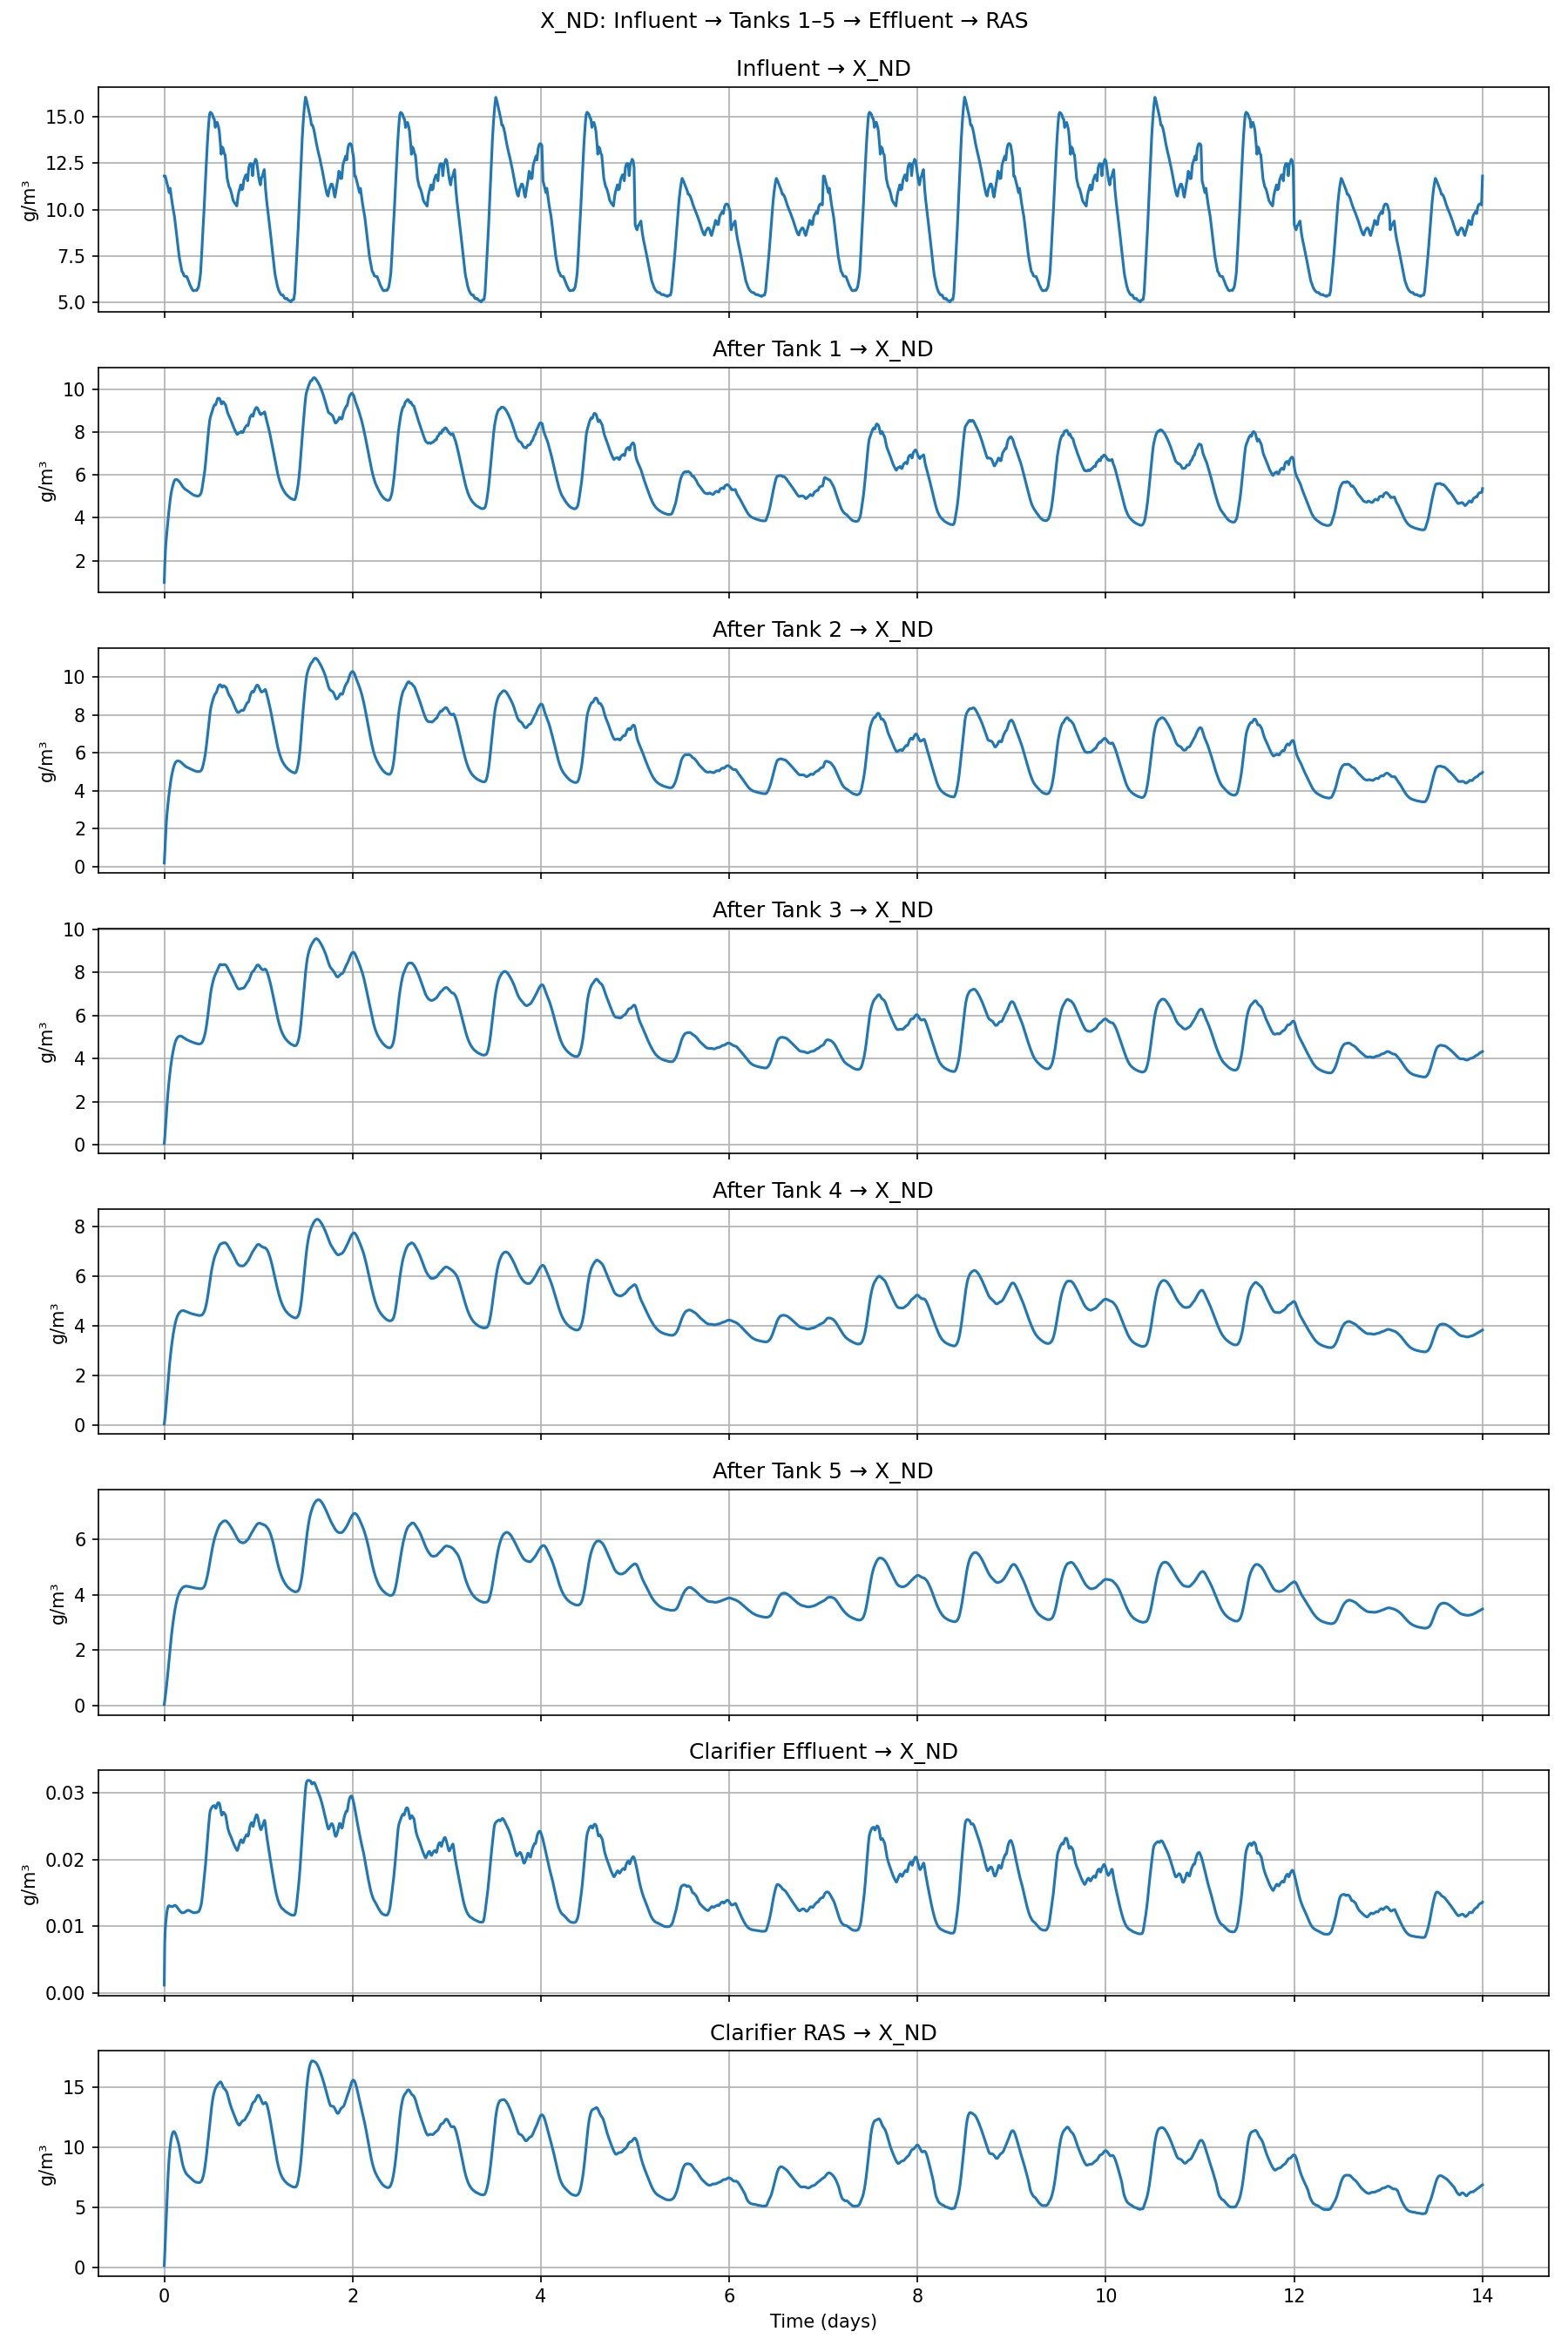 X_ND: Influent → Tanks 1–5 → Effluent → RAS
Influent → X_ND
15.0
12.5
10.0
7.5
5.0
g/m³
After Tank 1 → X_ND
10
8
6
4
2
g/m³
After Tank 2 → X_ND
10
8
6
4
2
0
g/m³
After Tank 3 → X_ND
10
8
6
4
2
0
g/m³
After Tank 4 → X_ND
8
6
4
2
0
g/m³
After Tank 5 → X_ND
6
4
2
0
g/m³
Clarifier Effluent → X_ND
0.03
0.02
0.01
0.00
g/m³
Clarifier RAS → X_ND
15
10
5
0
g/m³
0 2 4 6 8 10 12 14
Time (days)